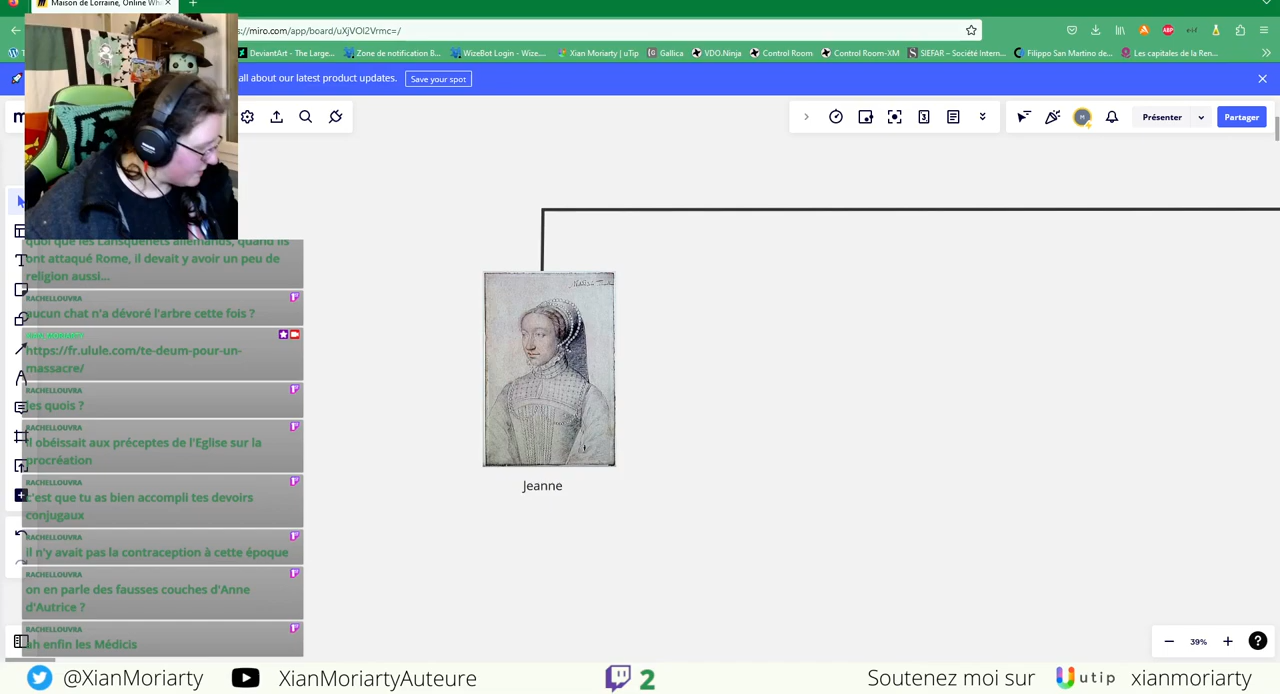 Maison de Lorraine, Online Wh
s://miro.com/app/board/uXjVOl2Vrmc=/
DeviantArt - The Large...
Zone de notification B...
WizeBot Login - Wize...
Xian Moriarty | uTip
Gallica
VDO.Ninja
Control Room
Control Room-XM
SIEFAR – Société Intern...
Filippo San Martino de...
Les capitales de la Ren...
all about our latest product updates.
Save your spot
Présenter
Partager
quoi que les Lansquenets allemands, quand ils
ont attaqué Rome, il devait y avoir un peu de
religion aussi...
RACHELLOUVRA
aucun chat n'a dévoré l'arbre cette fois ?
https://fr.ulule.com/te-deum-pour-un-
massacre/
RACHELLOUVRA
les quois ?
RACHELLOUVRA
il obéissait aux préceptes de l'Eglise sur la
procréation
RACHELLOUVRA
c'est que tu as bien accompli tes devoirs
conjugaux
RACHELLOUVRA
il n'y avait pas la contraception à cette époque
RACHELLOUVRA
on en parle des fausses couches d'Anne
d'Autrice ?
RACHELLOUVRA
ah enfin les Médicis
Jeanne
39%
@XianMoriarty
XianMoriartyAuteure
2
Soutenez moi sur
utip
xianmoriarty